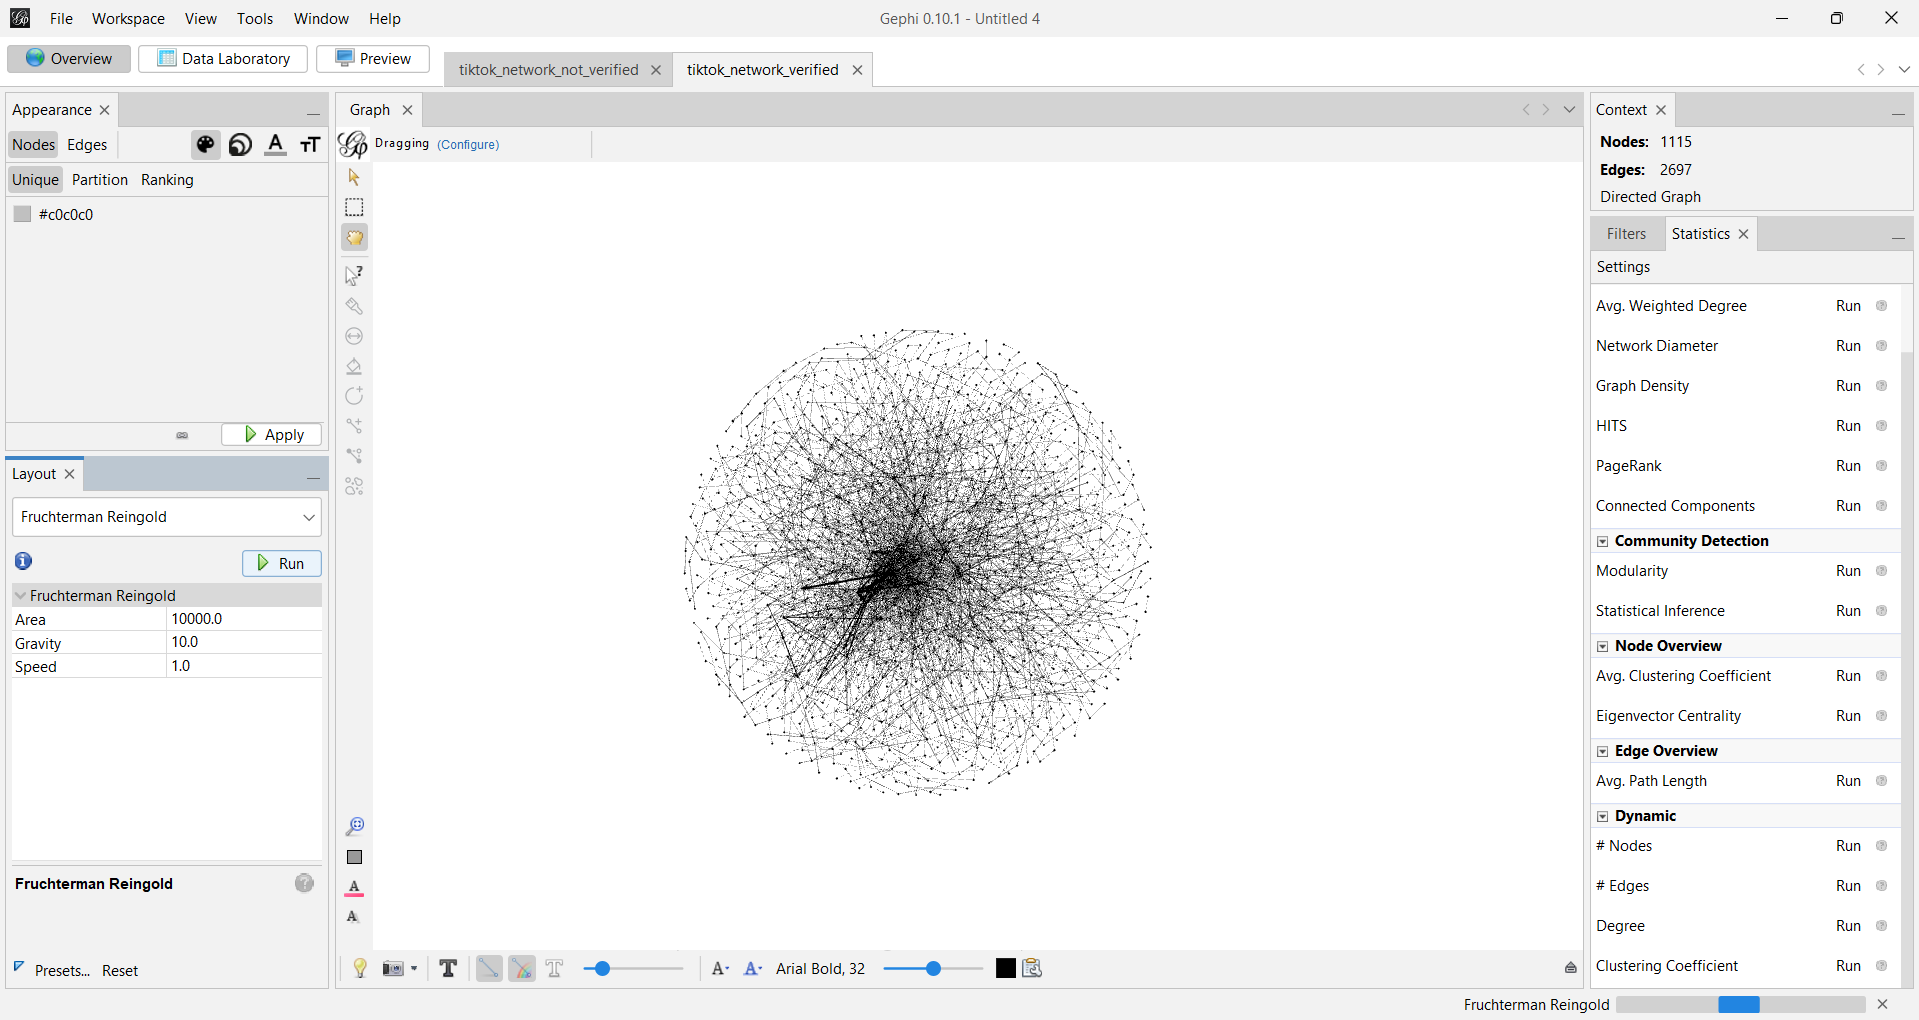 File Workspace View Tools Window Help
Gephi 0.10.1 - Untitled 4
Overview Data Laboratory Preview
tiktok_network_not_verified tiktok_network_verified
Appearance
Nodes Edges
A TT
Unique Partition Ranking
#c0c0c0
Apply
Layout
Fruchterman Reingold
Run
Fruchterman Reingold
Area 10000.0
Gravity 10.0
Speed 1.0
Fruchterman Reingold
Presets... Reset
Graph
Dragging (Configure)
A
A
T T A A Arial Bold, 32
Context
Nodes: 1115
Edges: 2697
Directed Graph
Filters Statistics
Settings
Avg. Weighted Degree Run
Network Diameter Run
Graph Density Run
HITS Run
PageRank Run
Connected Components Run
Community Detection
Modularity Run
Statistical Inference Run
Node Overview
Avg. Clustering Coefficient Run
Eigenvector Centrality Run
Edge Overview
Avg. Path Length Run
Dynamic
# Nodes Run
# Edges Run
Degree Run
Clustering Coefficient Run
Fruchterman Reingold